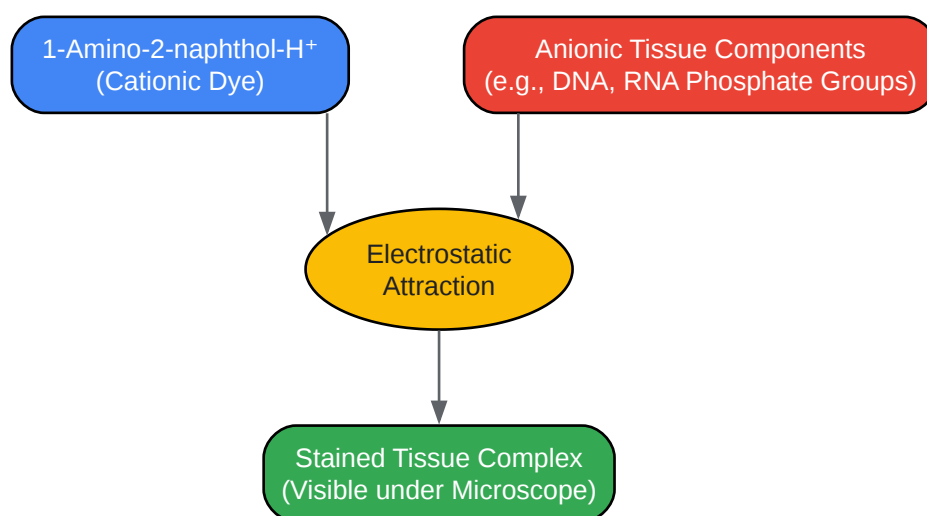 1-Amino-2-naphthol-H⁺
(Cationic Dye)
Anionic Tissue Components
(e.g., DNA, RNA Phosphate Groups)
Electrostatic
Attraction
Stained Tissue Complex
(Visible under Microscope)